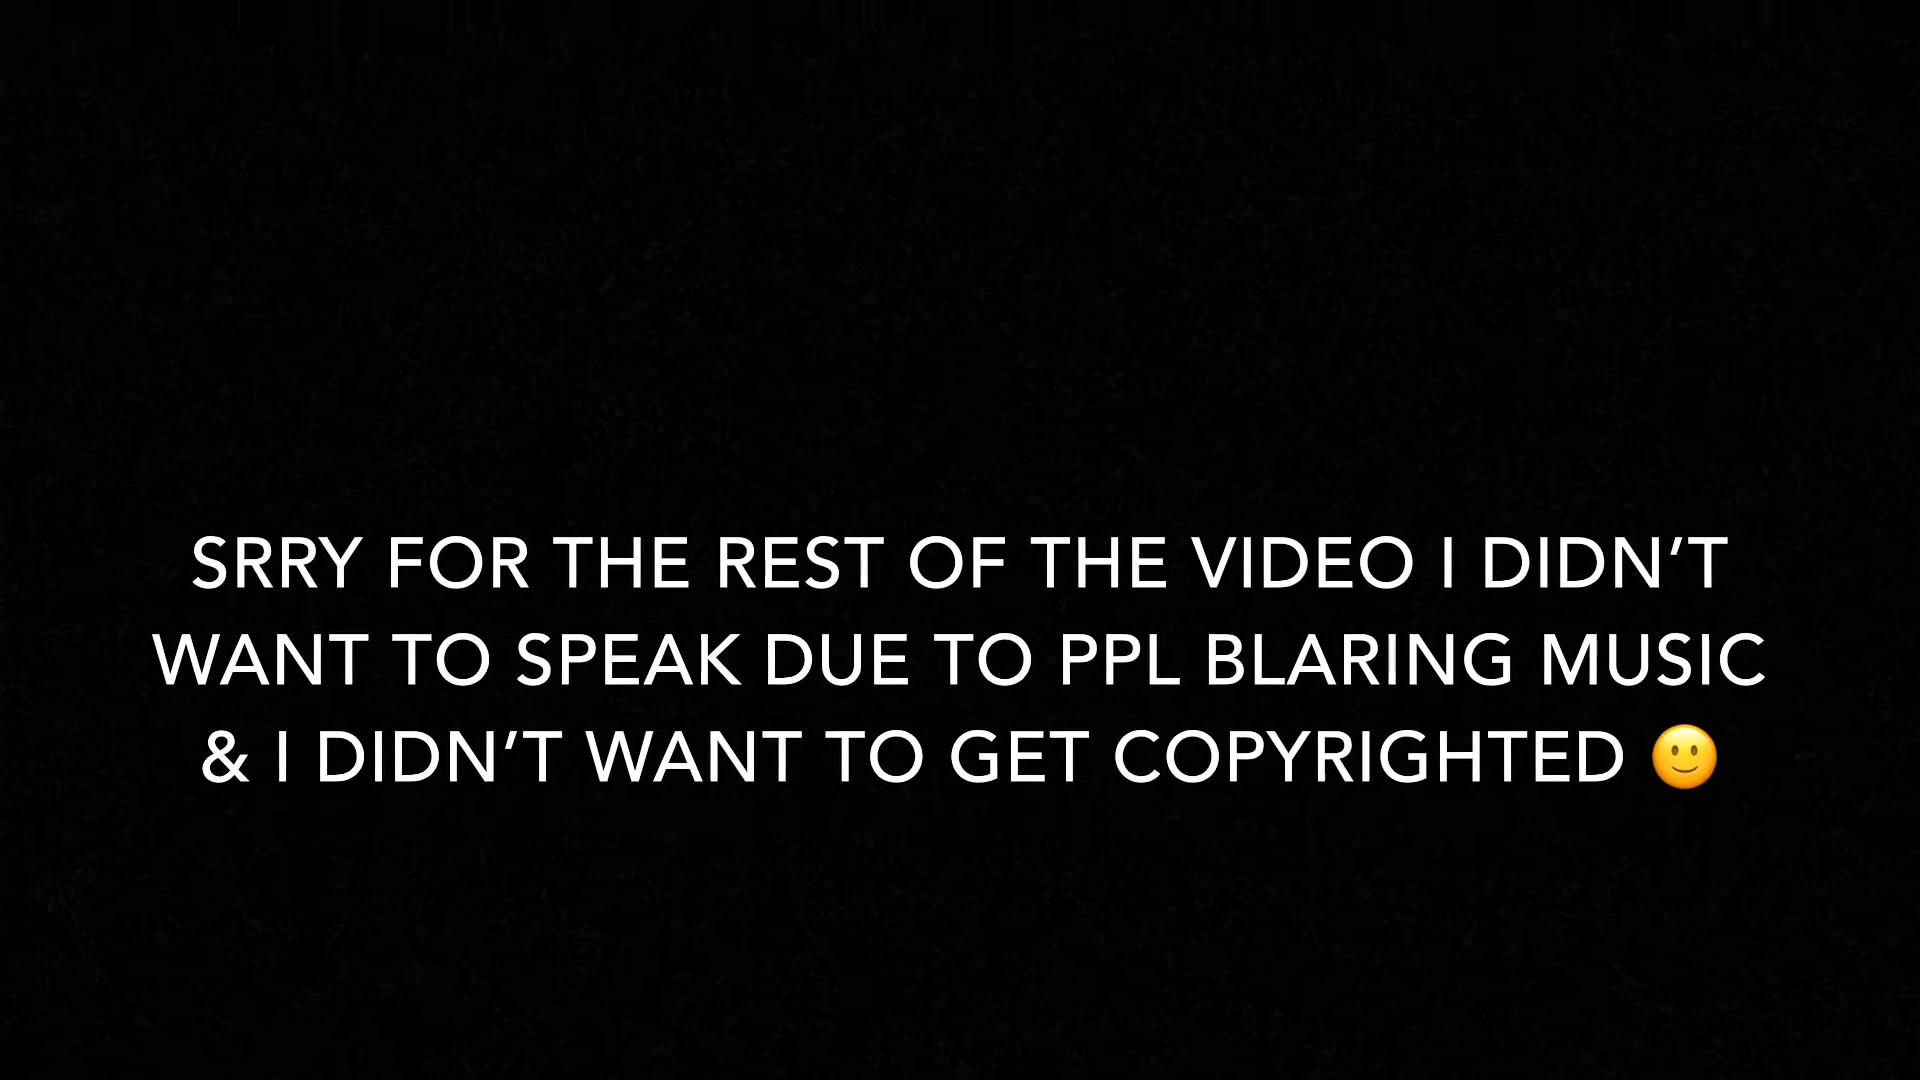 SRRY FOR THE REST OF THE VIDEO I DIDN’T
WANT TO SPEAK DUE TO PPL BLARING MUSIC
& I DIDN’T WANT TO GET COPYRIGHTED 🙂